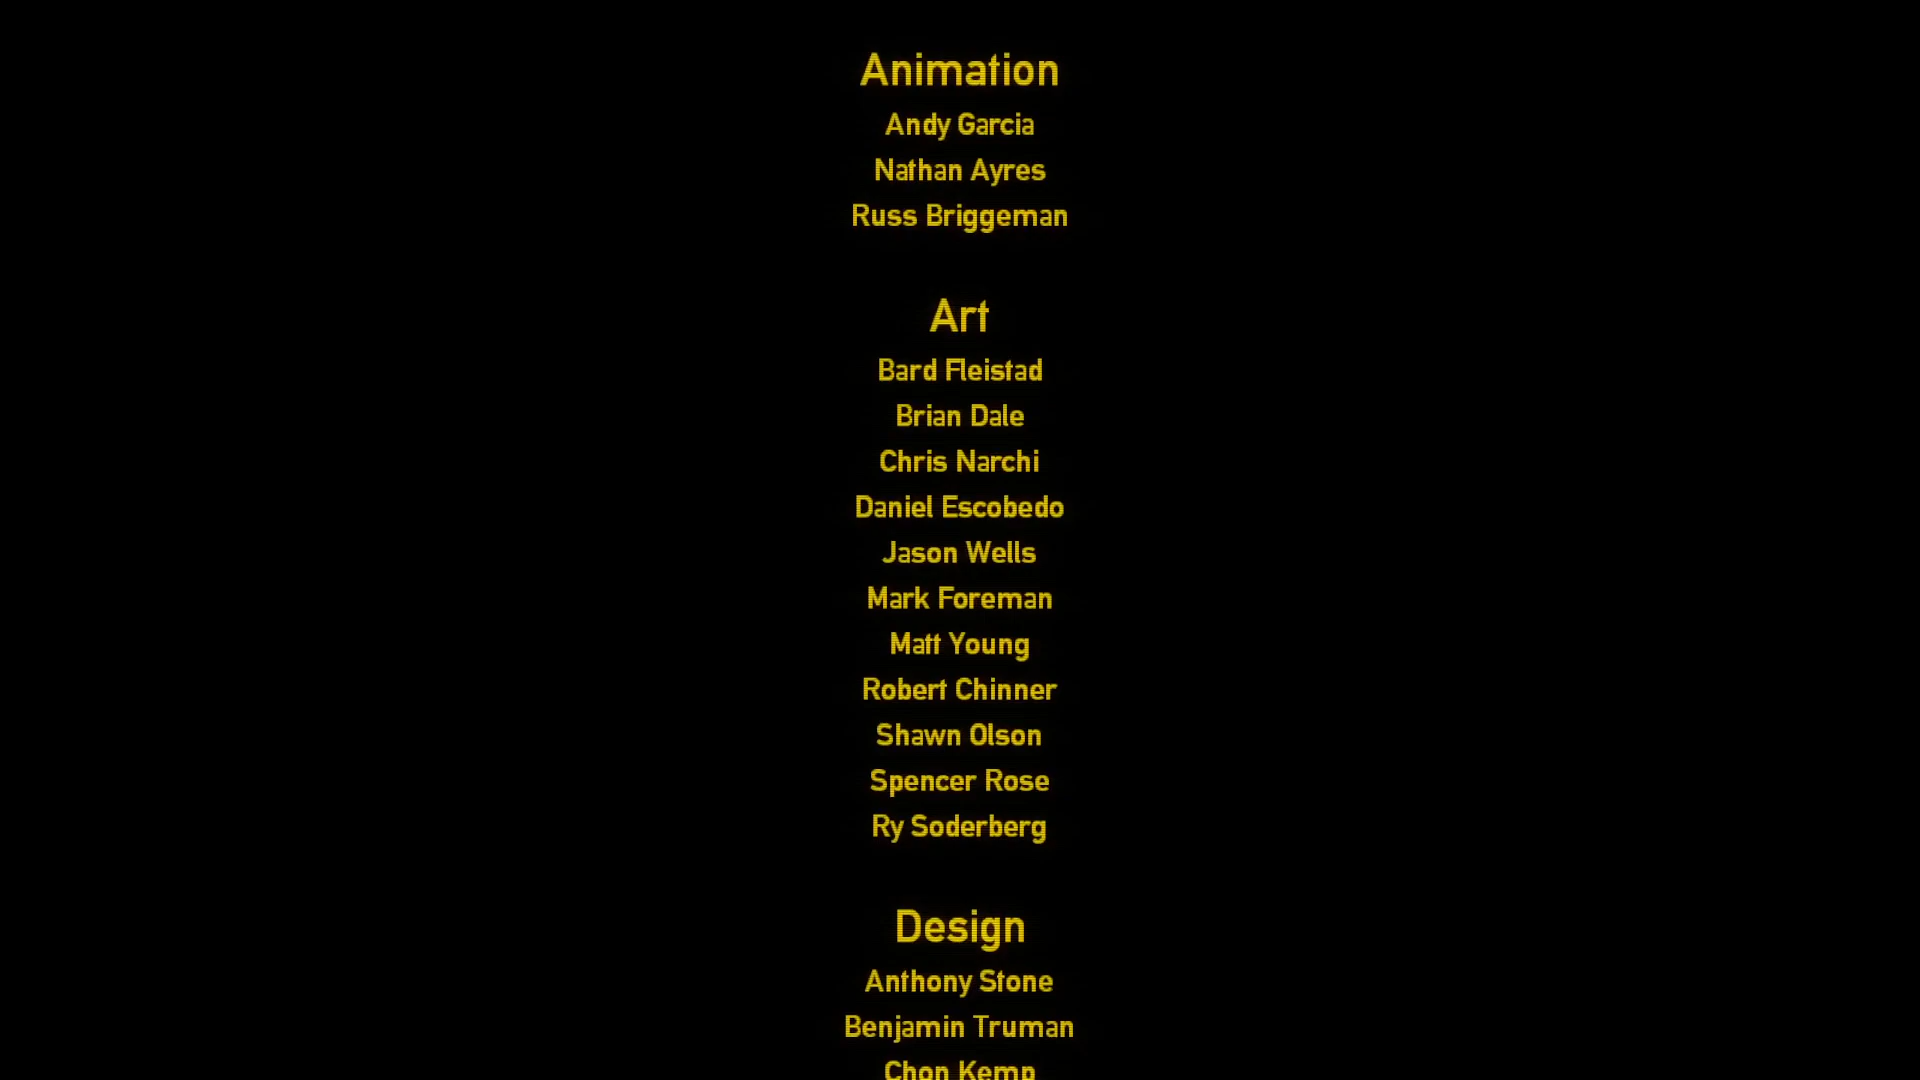 Animation
Andy Garcia
Nathan Ayres
Russ Briggeman
Art
Bard Fleistad
Brian Dale
Chris Narchi
Daniel Escobedo
Jason Wells
Mark Foreman
Matt Young
Robert Chinner
Shawn Olson
Spencer Rose
Ry Soderberg
Design
Anthony Stone
Benjamin Truman
Chon Kemp